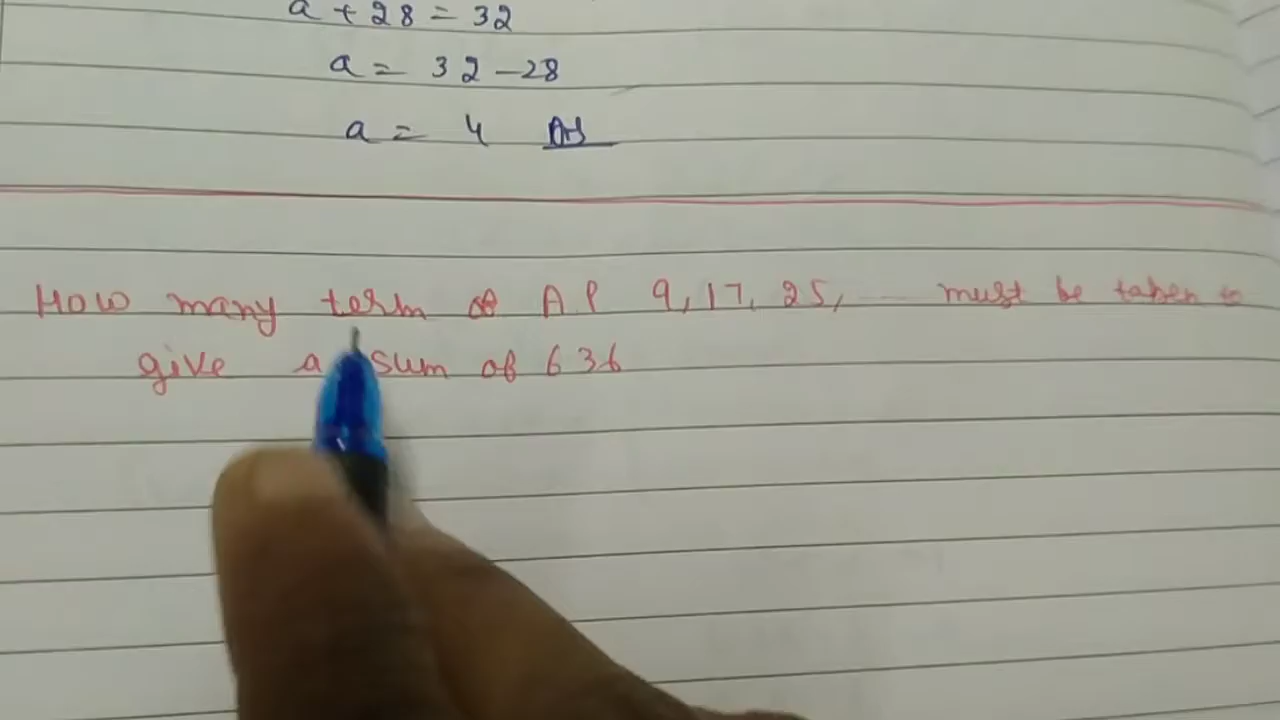 a + 28 = 32
a = 32 - 28
a = 4 Ans
How many term of A.P 9, 17, 25, ---- must be taken to
give a sum of 636